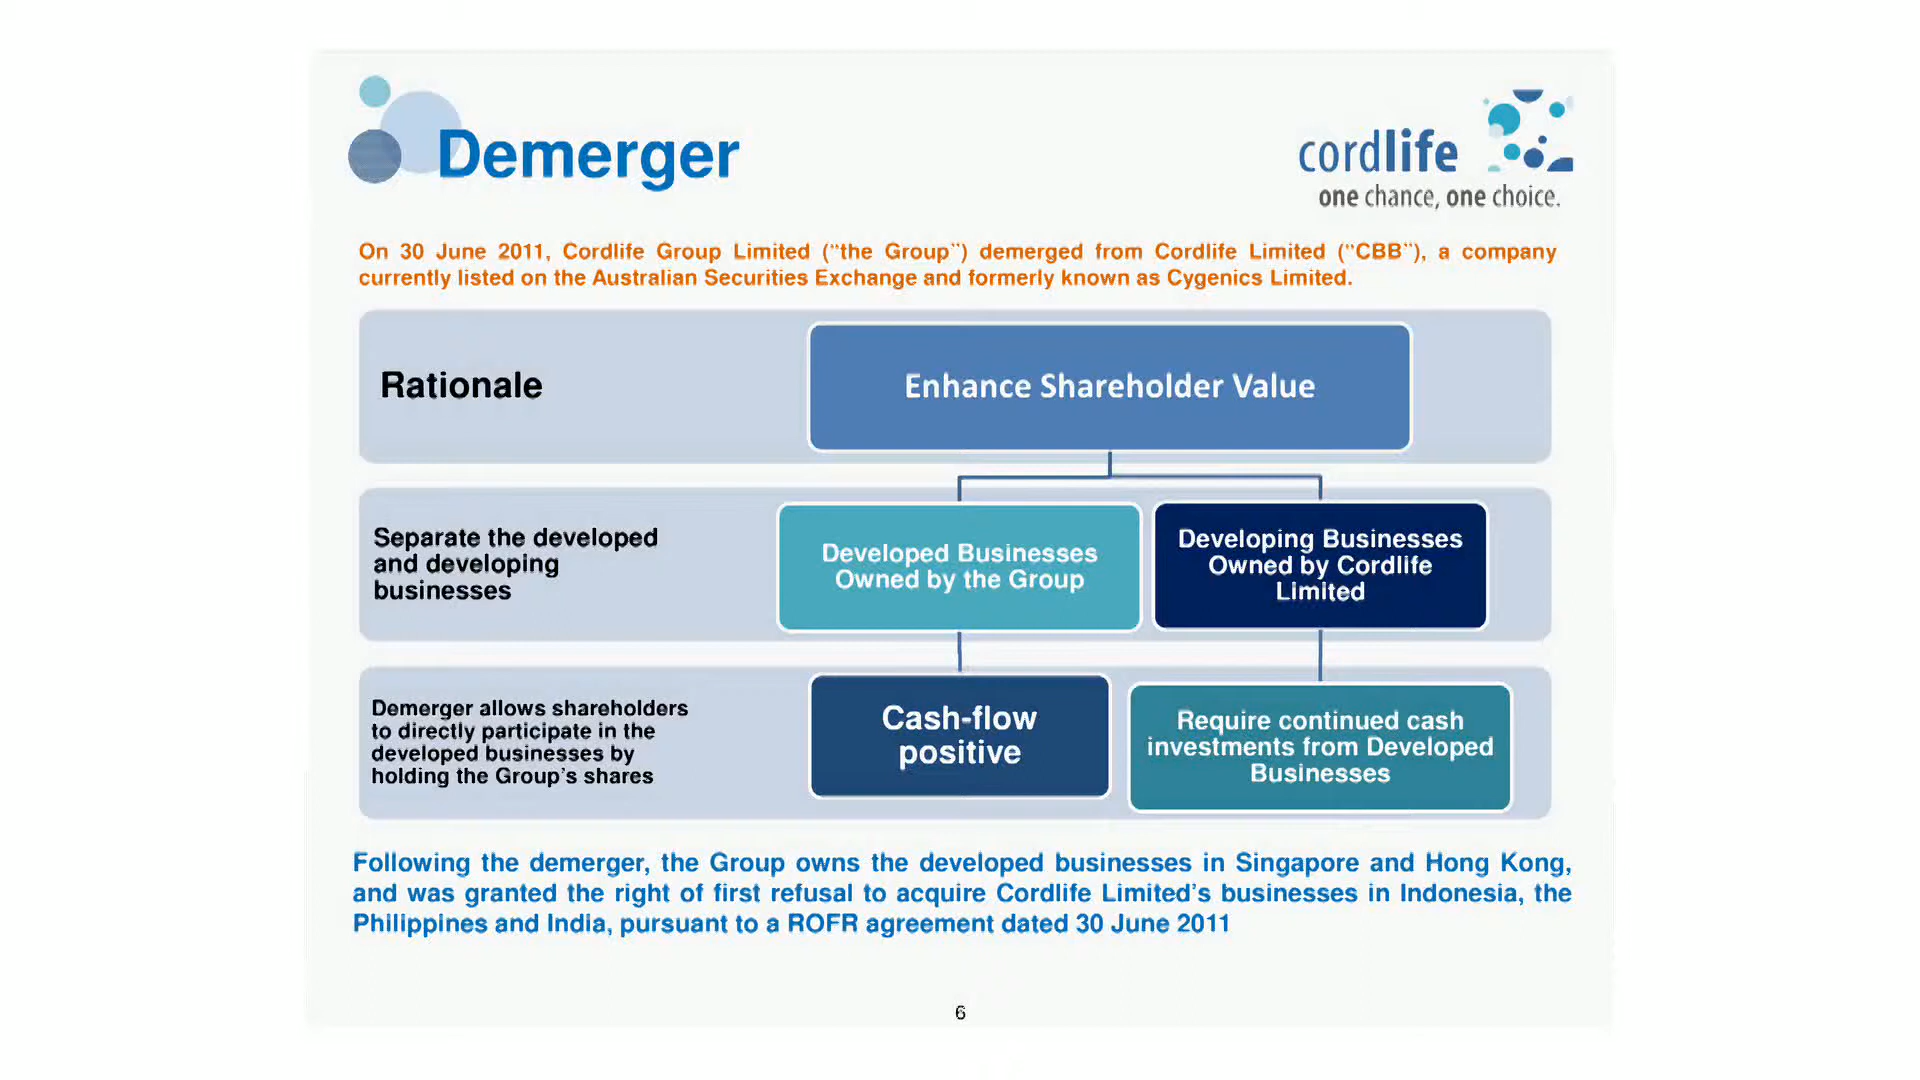 Demerger
cordlife
one chance, one choice.
On 30 June 2011, Cordlife Group Limited ("the Group") demerged from Cordlife Limited ("CBB"), a company
currently listed on the Australian Securities Exchange and formerly known as Cygenics Limited.
Rationale
Enhance Shareholder Value
Separate the developed
and developing
businesses
Developed Businesses
Owned by the Group
Developing Businesses
Owned by Cordlife
Limited
Demerger allows shareholders
to directly participate in the
developed businesses by
holding the Group's shares
Cash-flow
positive
Require continued cash
investments from Developed
Businesses
Following the demerger, the Group owns the developed businesses in Singapore and Hong Kong,
and was granted the right of first refusal to acquire Cordlife Limited's businesses in Indonesia, the
Philippines and India, pursuant to a ROFR agreement dated 30 June 2011
6